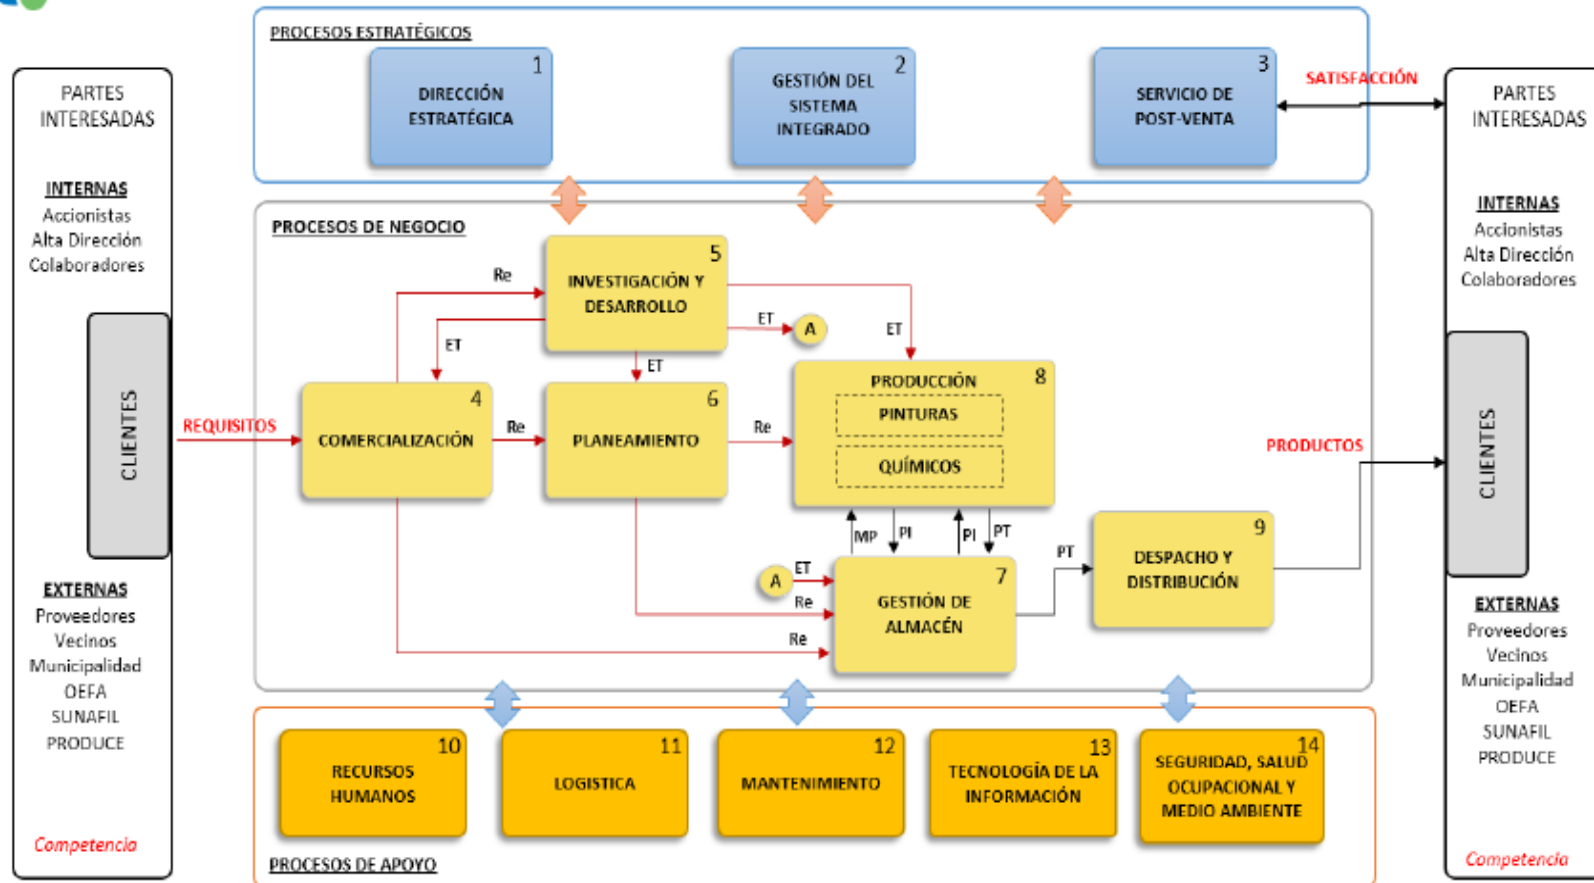 PROCESOS ESTRATÉGICOS
1
DIRECCIÓN
ESTRATÉGICA
2
GESTIÓN DEL
SISTEMA
INTEGRADO
3
SERVICIO DE
POST-VENTA
SATISFACCIÓN
PARTES
INTERESADAS
INTERNAS
Accionistas
Alta Dirección
Colaboradores
CLIENTES
EXTERNAS
Proveedores
Vecinos
Municipalidad
OEFA
SUNAFIL
PRODUCE
Competencia
REQUISITOS
PROCESOS DE NEGOCIO
5
INVESTIGACIÓN Y
DESARROLLO
Re
ET
ET
A
ET
ET
4
COMERCIALIZACIÓN
Re
6
PLANEAMIENTO
Re
8
PRODUCCIÓN
PINTURAS
QUÍMICOS
MP
PI
PI
PT
A
ET
Re
Re
7
GESTIÓN DE
ALMACÉN
PT
9
DESPACHO Y
DISTRIBUCIÓN
PRODUCTOS
10
RECURSOS
HUMANOS
11
LOGISTICA
12
MANTENIMIENTO
13
TECNOLOGÍA DE LA
INFORMACIÓN
14
SEGURIDAD, SALUD
OCUPACIONAL Y
MEDIO AMBIENTE
PROCESOS DE APOYO
PARTES
INTERESADAS
INTERNAS
Accionistas
Alta Dirección
Colaboradores
CLIENTES
EXTERNAS
Proveedores
Vecinos
Municipalidad
OEFA
SUNAFIL
PRODUCE
Competencia